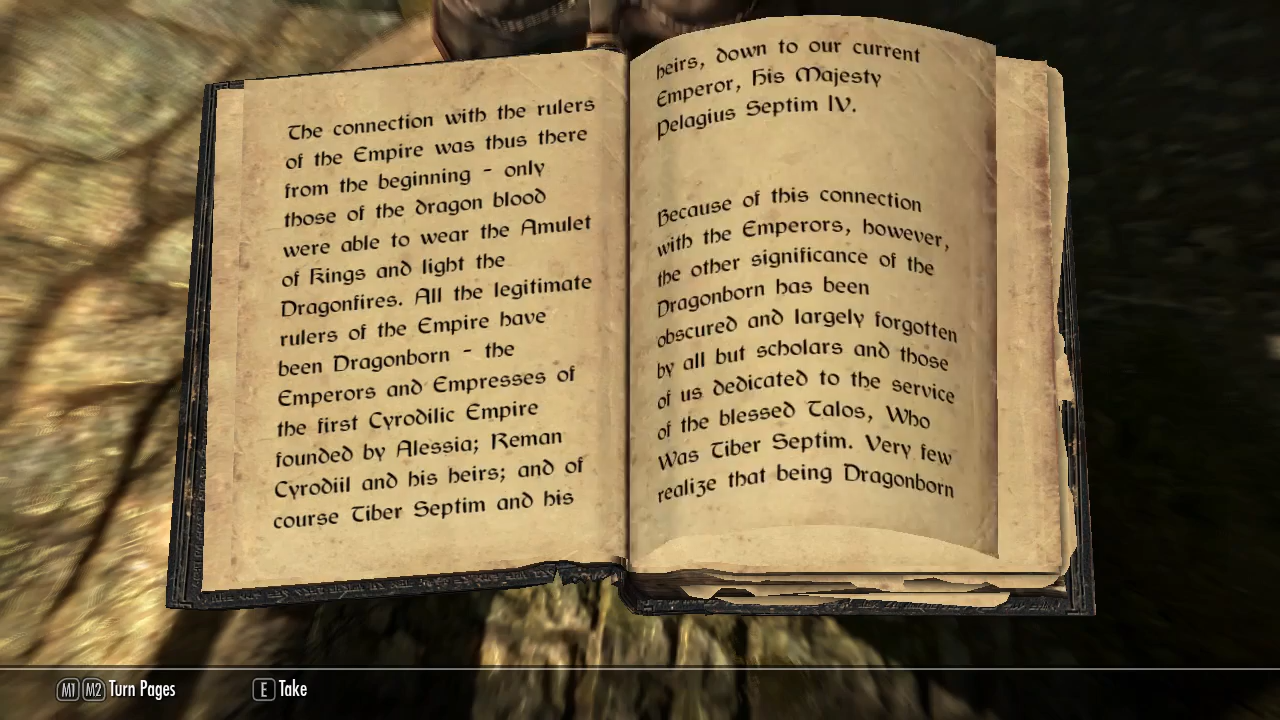 The connection with the rulers
of the Empire was thus there
from the beginning - only
those of the dragon blood
were able to wear the Amulet
of Kings and light the
Dragonfires. All the legitimate
rulers of the Empire have
been Dragonborn - the
Emperors and Empresses of
the first Cyrodilic Empire
founded by Alessia; Reman
Cyrodiil and his heirs; and of
course Tiber Septim and his
heirs, down to our current
Emperor, His Majesty
Pelagius Septim IV.
Because of this connection
with the Emperors, however,
the other significance of the
Dragonborn has been
obscured and largely forgotten
by all but scholars and those
of us dedicated to the service
of the blessed Talos, Who
Was Tiber Septim. Very few
realize that being Dragonborn
M1 M2 Turn Pages
E Take